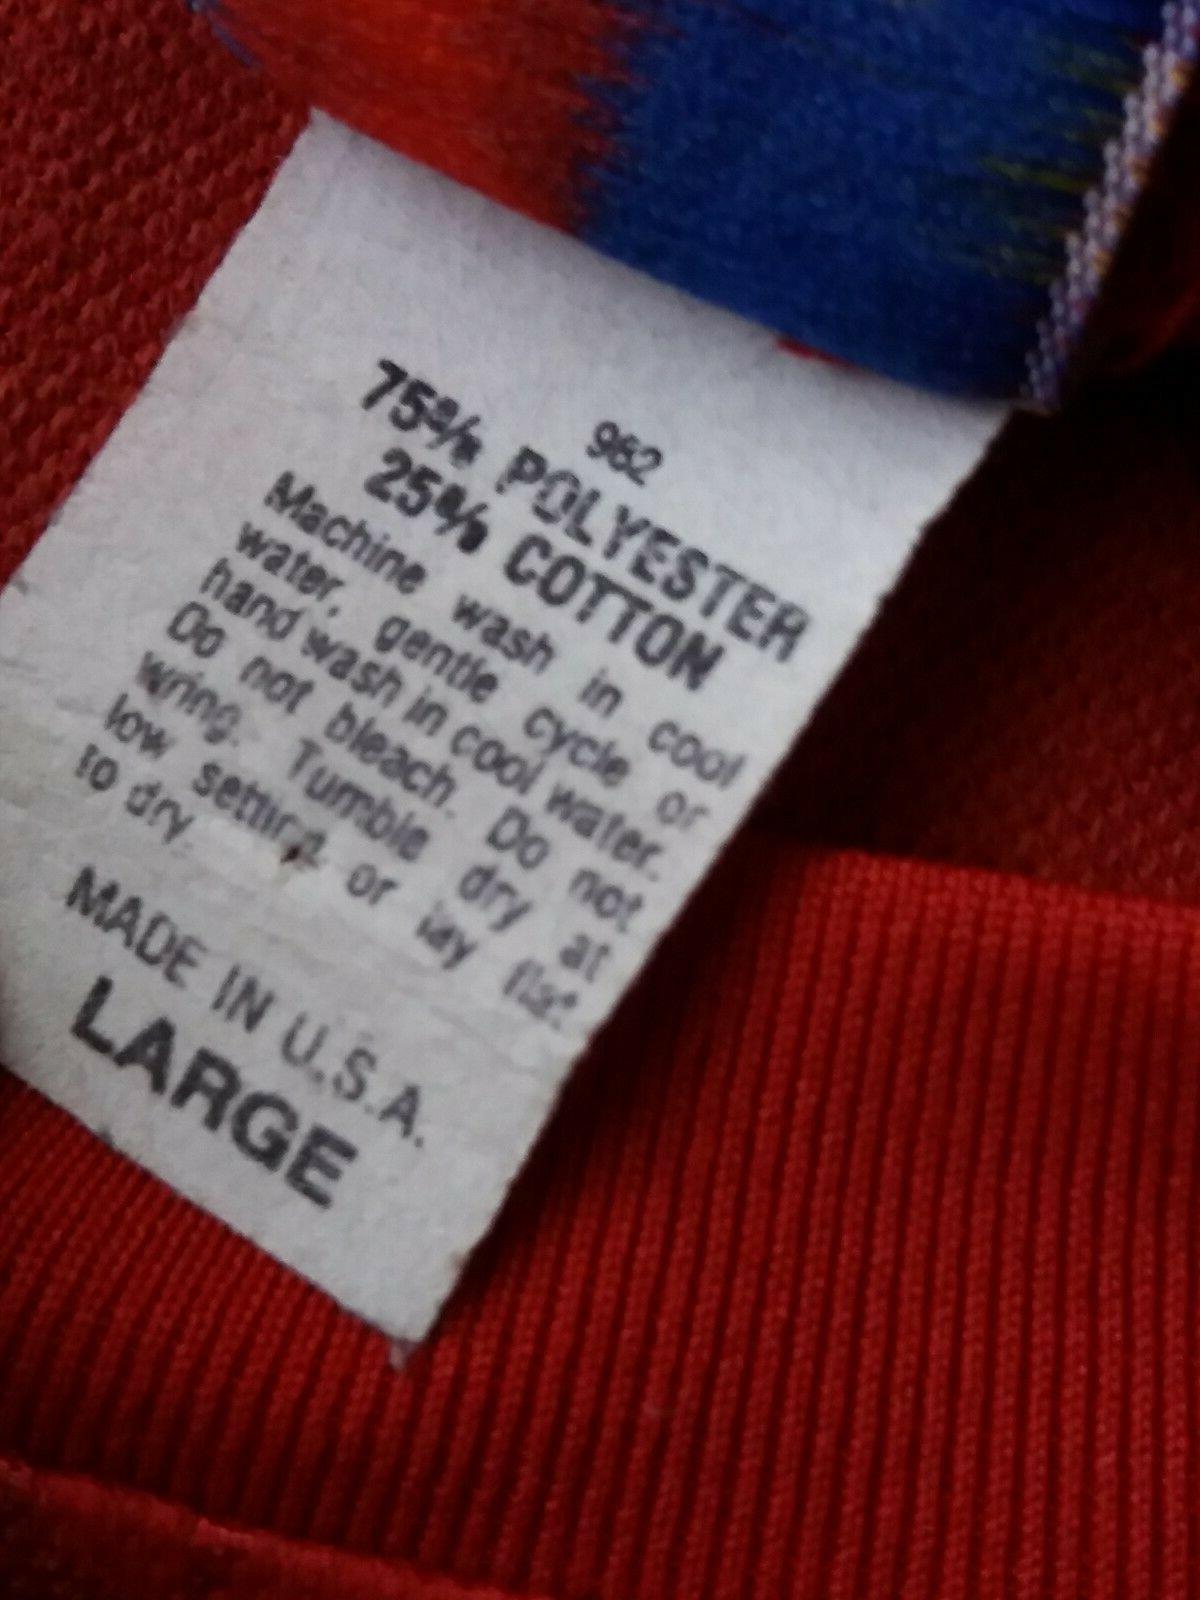 962
75% POLYESTER
25% COTTON
Machine wash in cool
water, gentle cycle or
hand wash in cool water.
Do not bleach. Do not
wring. Tumble dry at
low setting or lay flat
to dry.
MADE IN U.S.A.
LARGE